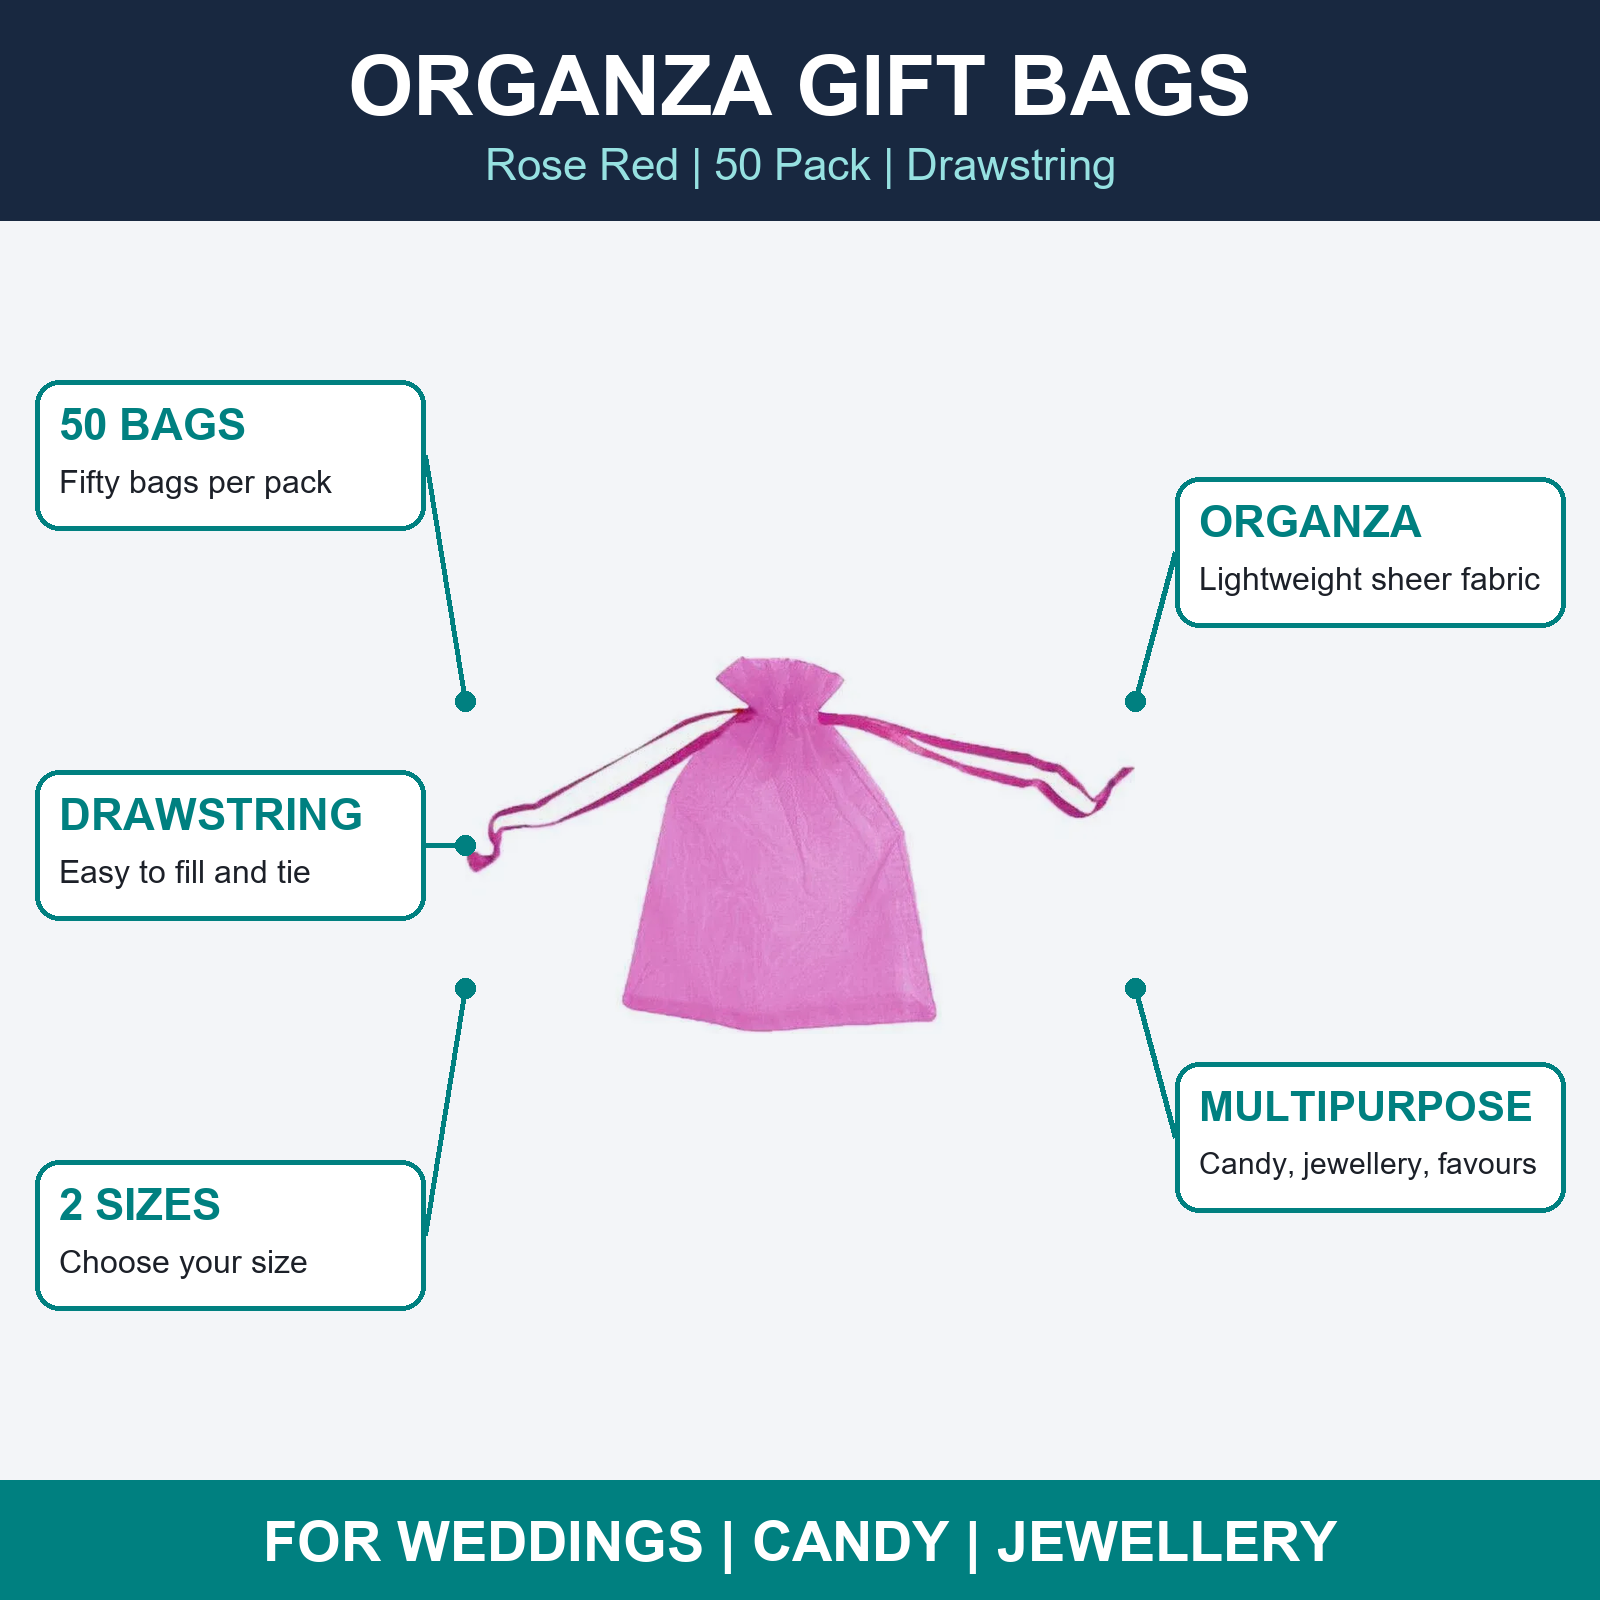 ORGANZA GIFT BAGS
Rose Red | 50 Pack | Drawstring
50 BAGS
Fifty bags per pack
ORGANZA
Lightweight sheer fabric
DRAWSTRING
Easy to fill and tie
MULTIPURPOSE
Candy, jewellery, favours
2 SIZES
Choose your size
FOR WEDDINGS | CANDY | JEWELLERY